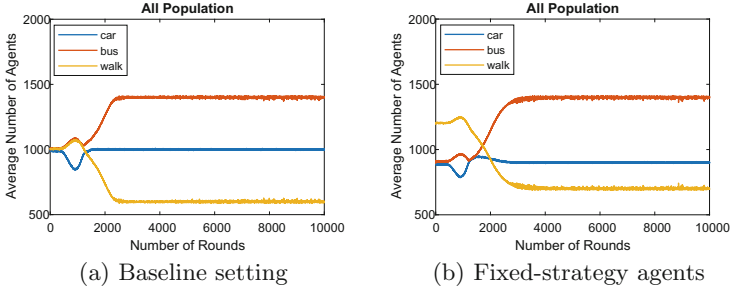 All Population
2000
1500
1000
500
0 2000 4000 6000 8000 10000
Average Number of Agents
Number of Rounds
car
bus
walk
(a) Baseline setting
All Population
2000
1500
1000
500
0 2000 4000 6000 8000 10000
Average Number of Agents
Number of Rounds
car
bus
walk
(b) Fixed-strategy agents